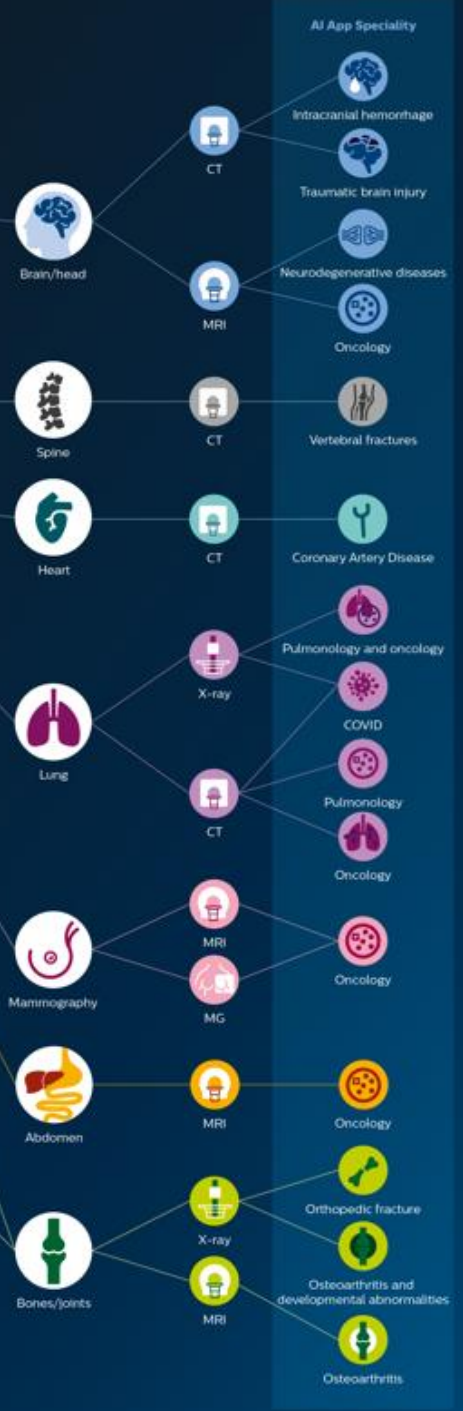 AI App Speciality
Intracranial hemorrhage
CT
Traumatic brain injury
Brain/head
Neurodegenerative diseases
MRI
Oncology
Spine
CT
Vertebral fractures
Heart
CT
Coronary Artery Disease
Pulmonology and oncology
X-ray
COVID
Lung
Pulmonology
CT
Oncology
MRI
Oncology
Mammography
MG
Abdomen
MRI
Oncology
Orthopedic fracture
X-ray
Osteoarthritis and
developmental abnormalities
Bones/joints
MRI
Osteoarthritis